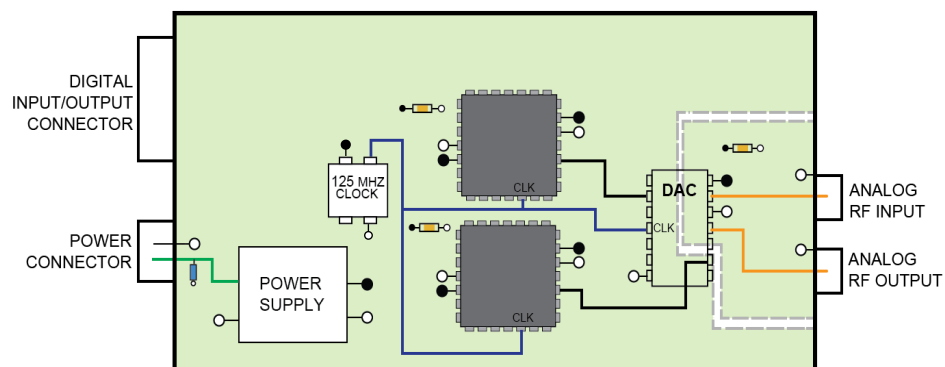 DIGITAL
INPUT/OUTPUT
CONNECTOR
POWER
CONNECTOR
125 MHZ
CLOCK
POWER
SUPPLY
CLK
CLK
DAC
CLK
ANALOG
RF INPUT
ANALOG
RF OUTPUT